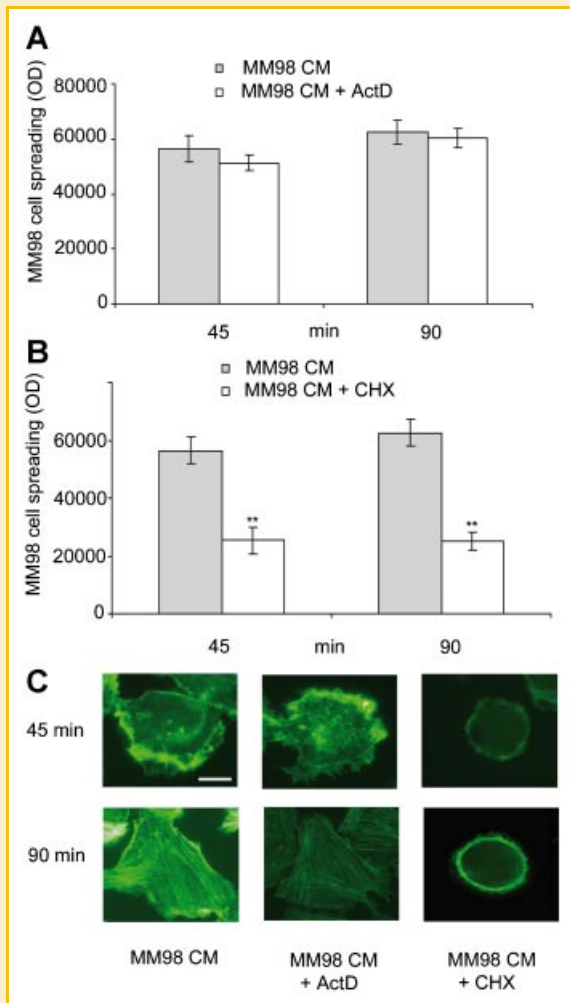 A
MM98 CM
MM98 CM + ActD
MM98 cell spreading (OD)
80000
60000
40000
20000
0
45 min 90
B
MM98 CM
MM98 CM + CHX
MM98 cell spreading (OD)
60000
40000
20000
0
**
**
45 min 90
C
45 min
90 min
MM98 CM
MM98 CM
+ ActD
MM98 CM
+ CHX